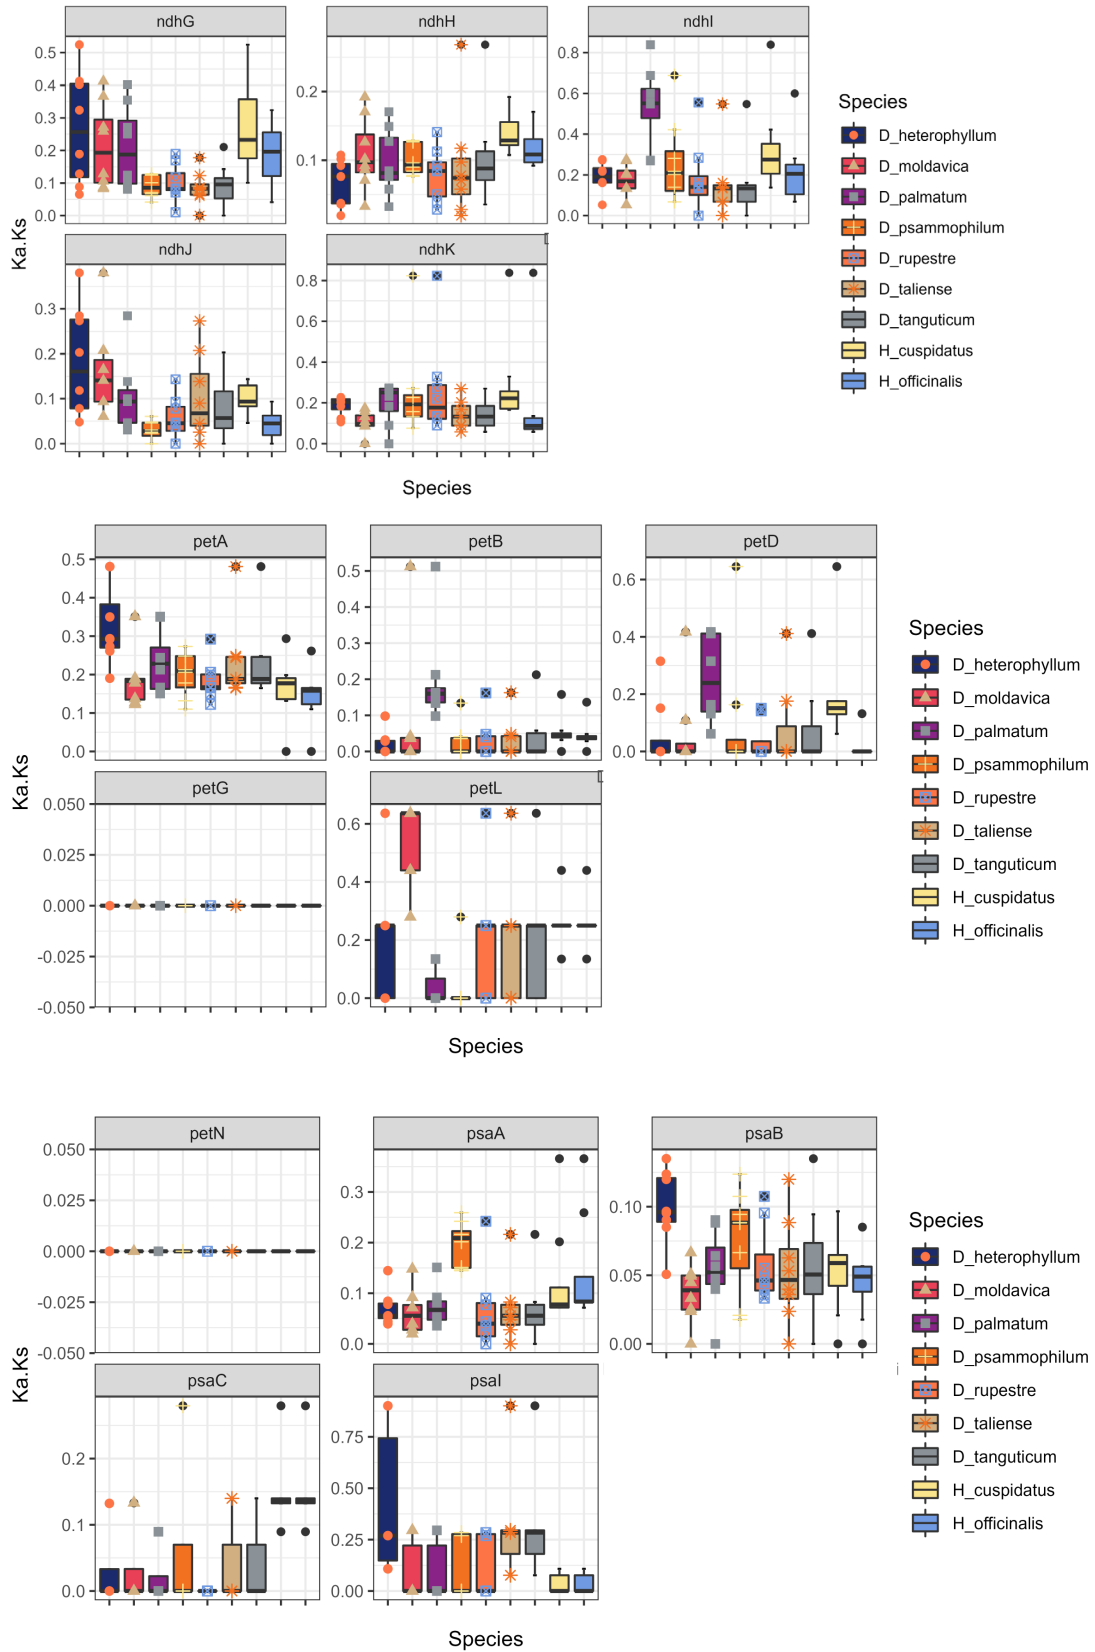 ndhG ndhH ndhI
0.5
0.4
0.3
0.2
0.1
0.0
0.2
0.1
0.8
0.6
0.4
0.2
0.0
ndhJ ndhK
0.3
0.2
0.1
0.0
0.8
0.6
0.4
0.2
0.0
Ka.Ks
Species
Species
D_heterophyllum
D_moldavica
D_palmatum
D_psammophilum
D_rupestre
D_taliense
D_tanguticum
H_cuspidatus
H_officinalis
petA petB petD
0.5
0.4
0.3
0.2
0.1
0.0
0.5
0.4
0.3
0.2
0.1
0.0
0.6
0.4
0.2
0.0
petG petL
0.050
0.025
0.000
-0.025
-0.050
0.6
0.4
0.2
0.0
Ka.Ks
Species
Species
D_heterophyllum
D_moldavica
D_palmatum
D_psammophilum
D_rupestre
D_taliense
D_tanguticum
H_cuspidatus
H_officinalis
petN psaA psaB
0.050
0.025
0.000
-0.025
-0.050
0.3
0.2
0.1
0.0
0.10
0.05
0.00
psaC psaI
0.2
0.1
0.0
0.75
0.50
0.25
0.00
Ka.Ks
Species
Species
D_heterophyllum
D_moldavica
D_palmatum
D_psammophilum
D_rupestre
D_taliense
D_tanguticum
H_cuspidatus
H_officinalis